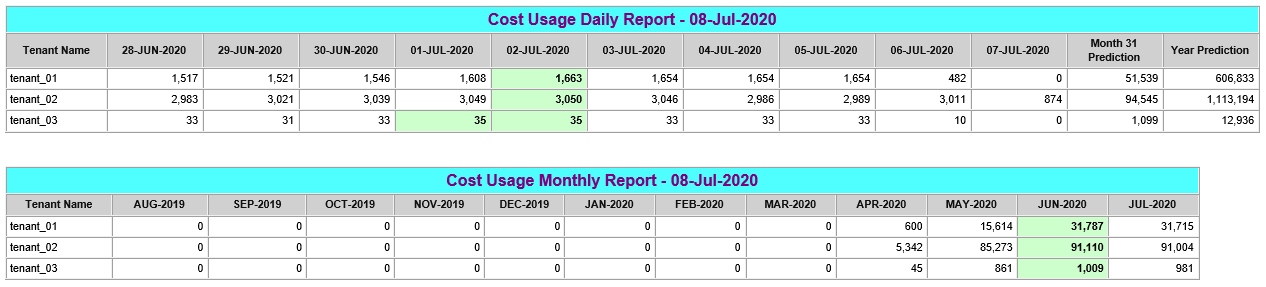 Cost Usage Daily Report - 08-Jul-2020
Tenant Name 28-JUN-2020 29-JUN-2020 30-JUN-2020 01-JUL-2020 02-JUL-2020 03-JUL-2020 04-JUL-2020 05-JUL-2020 06-JUL-2020 07-JUL-2020 Month 31 Year Prediction
Prediction
tenant_01 1,517 1,521 1,546 1,608 1,663 1,654 1,654 1,654 482 0 51,539 606,833
tenant_02 2,983 3,021 3,039 3,049 3,050 3,046 2,986 2,989 3,011 874 94,545 1,113,194
tenant_03 33 31 33 35 35 33 33 33 10 0 1,099 12,936
Cost Usage Monthly Report - 08-Jul-2020
Tenant Name AUG-2019 SEP-2019 OCT-2019 NOV-2019 DEC-2019 JAN-2020 FEB-2020 MAR-2020 APR-2020 MAY-2020 JUN-2020 JUL-2020
tenant_01 0 0 0 0 0 0 0 0 600 15,614 31,787 31,715
tenant_02 0 0 0 0 0 0 0 0 5,342 85,273 91,110 91,004
tenant_03 0 0 0 0 0 0 0 0 45 861 1,009 981